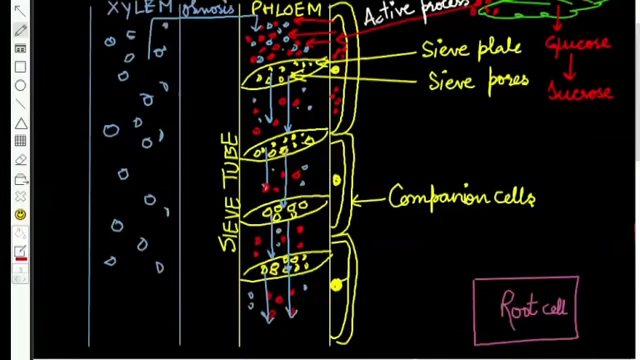 XYLEM
osmosis
PHLOEM
Active process
Glucose
Sucrose
Sieve plate
Sieve pores
SIEVE TUBE
Companion cells
Root cell